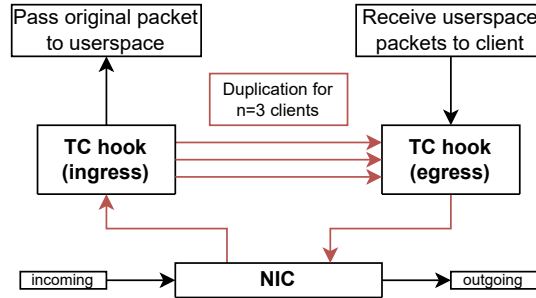 Pass original packet
to userspace
Receive userspace
packets to client
Duplication for
n=3 clients
TC hook
(ingress)
TC hook
(egress)
incoming
NIC
outgoing